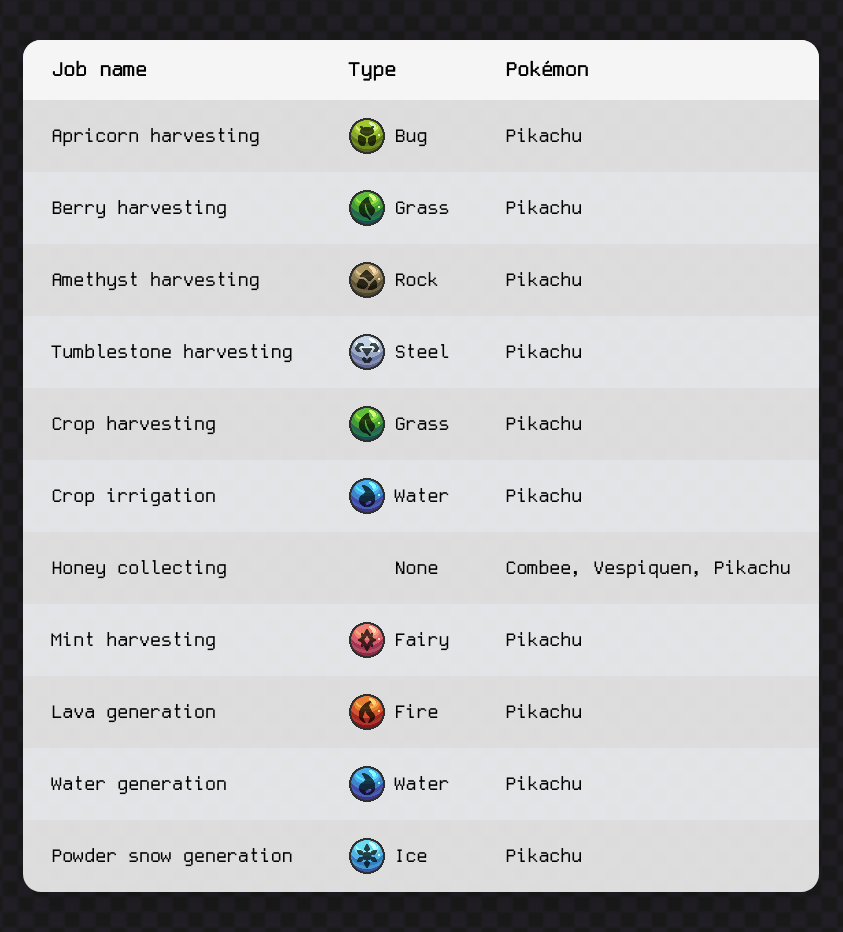 Job name Type Pokémon
Apricorn harvesting Bug Pikachu
Berry harvesting Grass Pikachu
Amethyst harvesting Rock Pikachu
Tumblestone harvesting Steel Pikachu
Crop harvesting Grass Pikachu
Crop irrigation Water Pikachu
Honey collecting None Combee, Vespiquen, Pikachu
Mint harvesting Fairy Pikachu
Lava generation Fire Pikachu
Water generation Water Pikachu
Powder snow generation Ice Pikachu